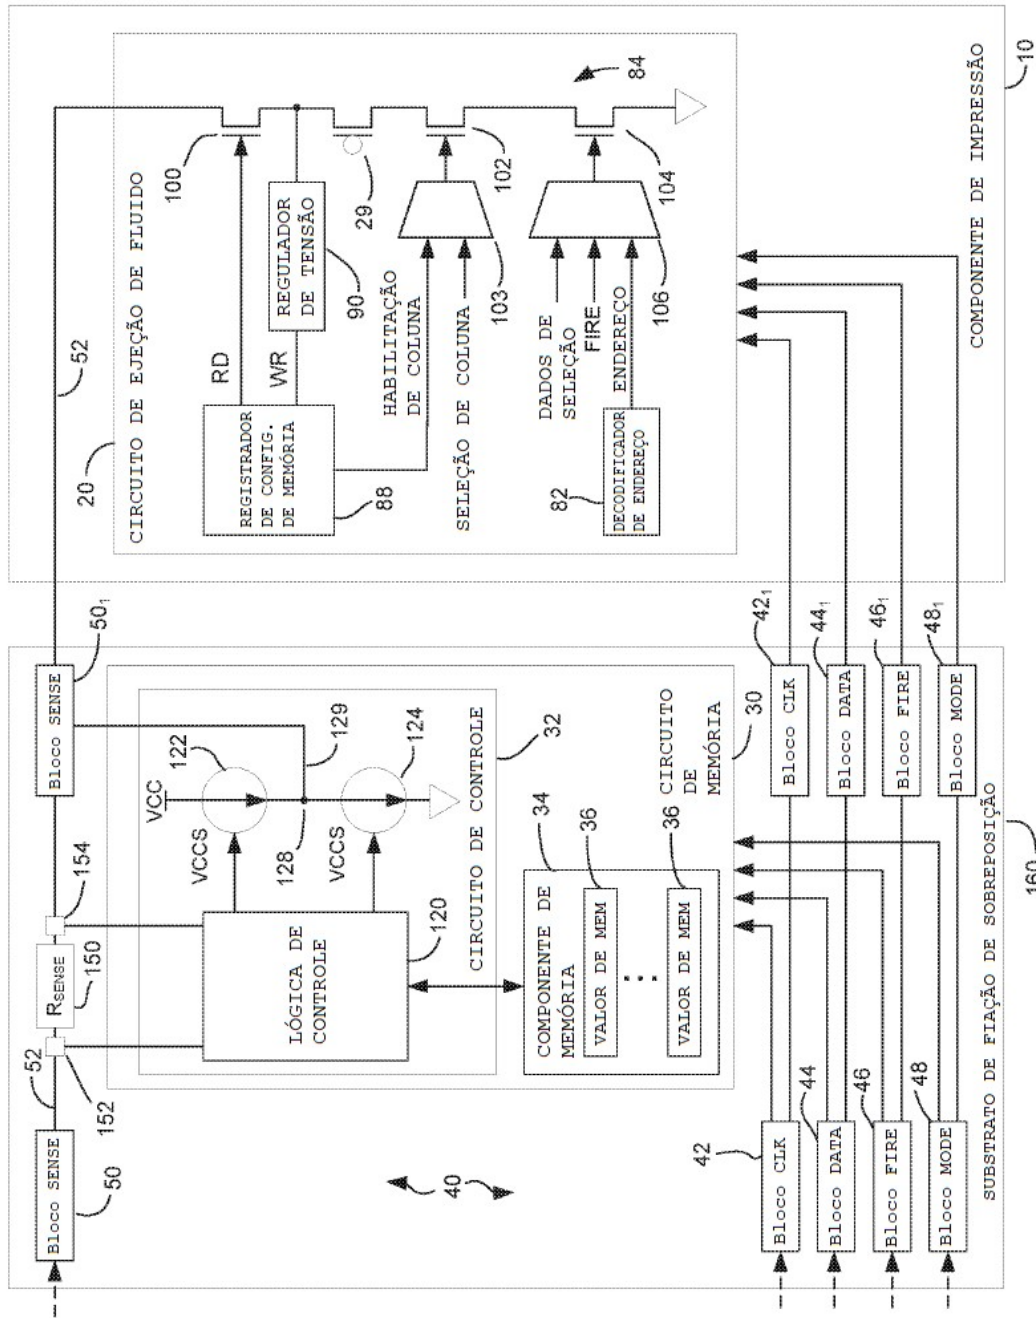 Bloco SENSE
50
52
152
RSENSE
150
154
Bloco SENSE
50₁
52
LÓGICA DE
CONTROLE
120
VCCS
VCCS
VCC
122
128
129
124
CIRCUITO DE CONTROLE
32
COMPONENTE DE
MEMÓRIA
34
VALOR DE MEM
36
VALOR DE MEM
36
CIRCUITO
DE
MEMÓRIA
30
40
Bloco CLK
42
Bloco DATA
44
Bloco FIRE
46
Bloco MODE
48
Bloco CLK
42₁
Bloco DATA
44₁
Bloco FIRE
46₁
Bloco MODE
48₁
SUBSTRATO DE FIAÇÃO DE SOBREPOSIÇÃO
160
20
CIRCUITO DE EJEÇÃO DE FLUIDO
REGISTRADOR
DE CONFIG.
DE MEMÓRIA
88
RD
WR
100
REGULADOR
DE TENSÃO
90
29
HABILITAÇÃO
DE COLUNA
SELEÇÃO DE COLUNA
103
102
DADOS DE
SELEÇÃO
FIRE
ENDEREÇO
DECODIFICADOR
DE ENDEREÇO
82
106
104
84
COMPONENTE DE
IMPRESSÃO
10